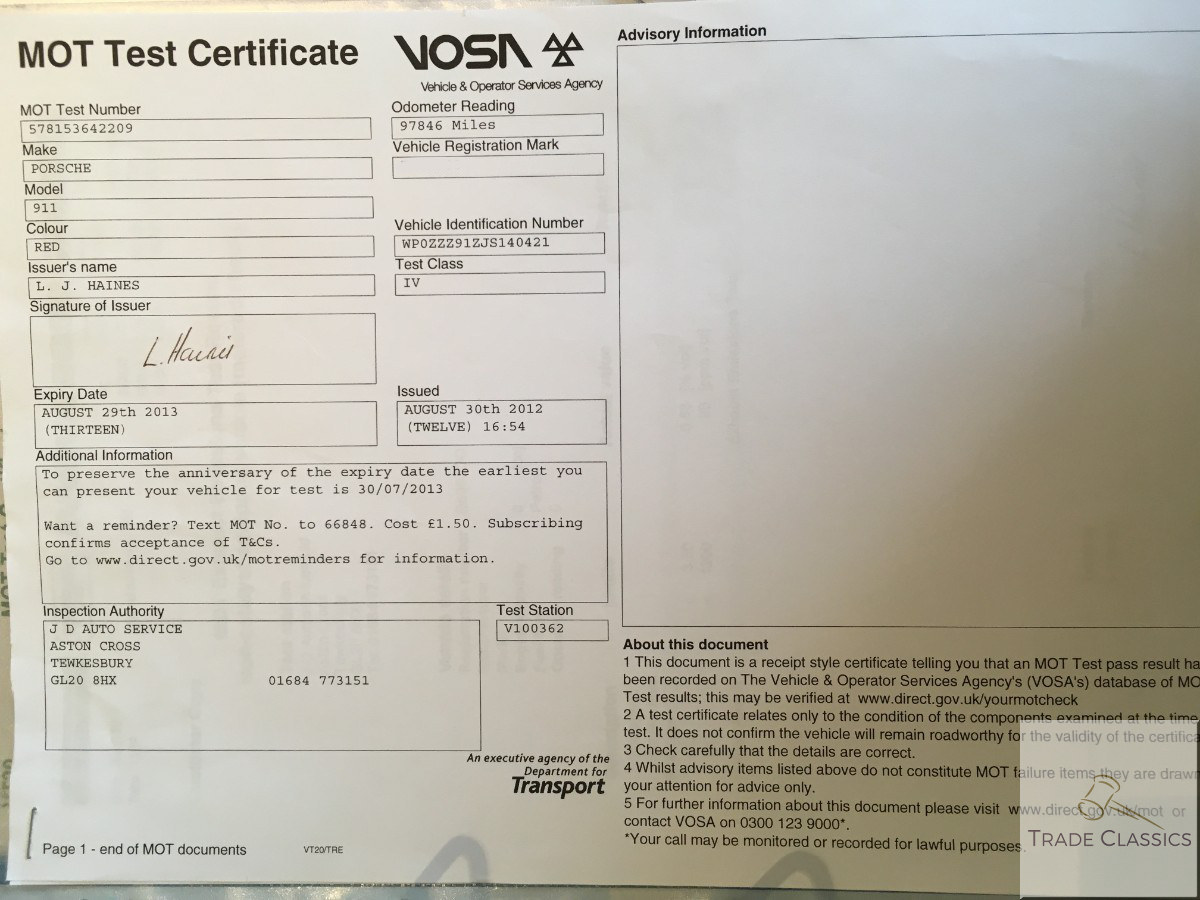 MOT Test Certificate
VOSA
Vehicle & Operator Services Agency
MOT Test Number
578153642209
Odometer Reading
97846 Miles
Make
PORSCHE
Vehicle Registration Mark
Model
911
Colour
RED
Vehicle Identification Number
WP0ZZZ91ZJS140421
Issuer's name
L. J. HAINES
Test Class
IV
Signature of Issuer
Expiry Date
AUGUST 29th 2013
(THIRTEEN)
Issued
AUGUST 30th 2012
(TWELVE) 16:54
Additional Information
To preserve the anniversary of the expiry date the earliest you
can present your vehicle for test is 30/07/2013
Want a reminder? Text MOT No. to 66848. Cost £1.50. Subscribing
confirms acceptance of T&Cs.
Go to www.direct.gov.uk/motreminders for information.
Inspection Authority
J D AUTO SERVICE
ASTON CROSS
TEWKESBURY
GL20 8HX 01684 773151
Test Station
V100362
An executive agency of the
Department for
Transport
Page 1 - end of MOT documents
VT20/TRE
Advisory Information
About this document
1 This document is a receipt style certificate telling you that an MOT Test pass result ha
been recorded on The Vehicle & Operator Services Agency's (VOSA's) database of MO
Test results; this may be verified at www.direct.gov.uk/yourmotcheck
2 A test certificate relates only to the condition of the components examined at the time
test. It does not confirm the vehicle will remain roadworthy for the validity of the certifica
3 Check carefully that the details are correct.
4 Whilst advisory items listed above do not constitute MOT failure items they are drawn
your attention for advice only.
5 For further information about this document please visit www.direct.gov.uk/mot or
contact VOSA on 0300 123 9000*.
*Your call may be monitored or recorded for lawful purposes.
TRADE CLASSICS